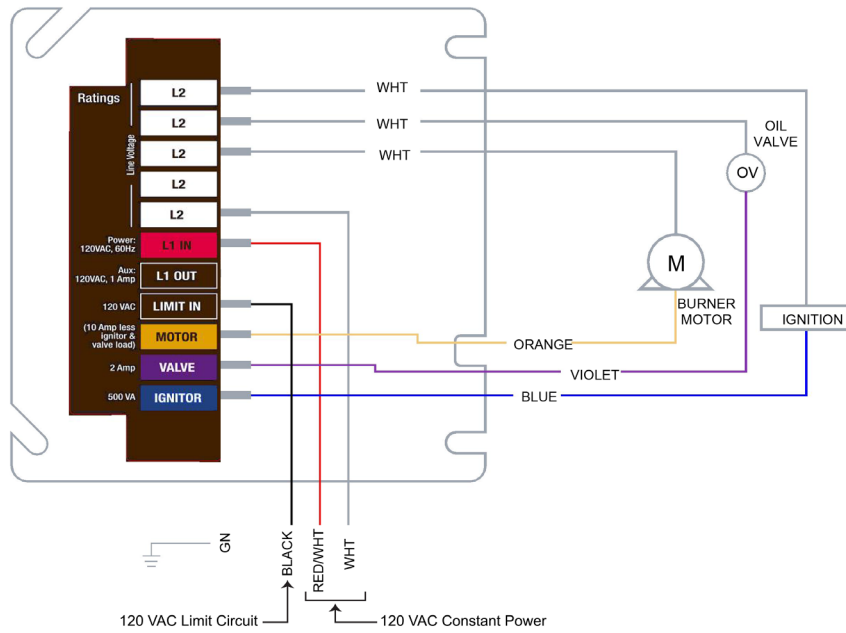 Ratings
Line Voltage
L2
L2
L2
L2
L2
Power:
120VAC, 60Hz
L1 IN
Aux:
120VAC, 1 Amp
L1 OUT
120 VAC
LIMIT IN
(10 Amp less
ignitor &
valve load)
MOTOR
2 Amp
VALVE
500 VA
IGNITOR
WHT
WHT
WHT
OIL
VALVE
OV
M
BURNER
MOTOR
IGNITION
ORANGE
VIOLET
BLUE
GN
BLACK
RED/WHT
WHT
120 VAC Limit Circuit
120 VAC Constant Power